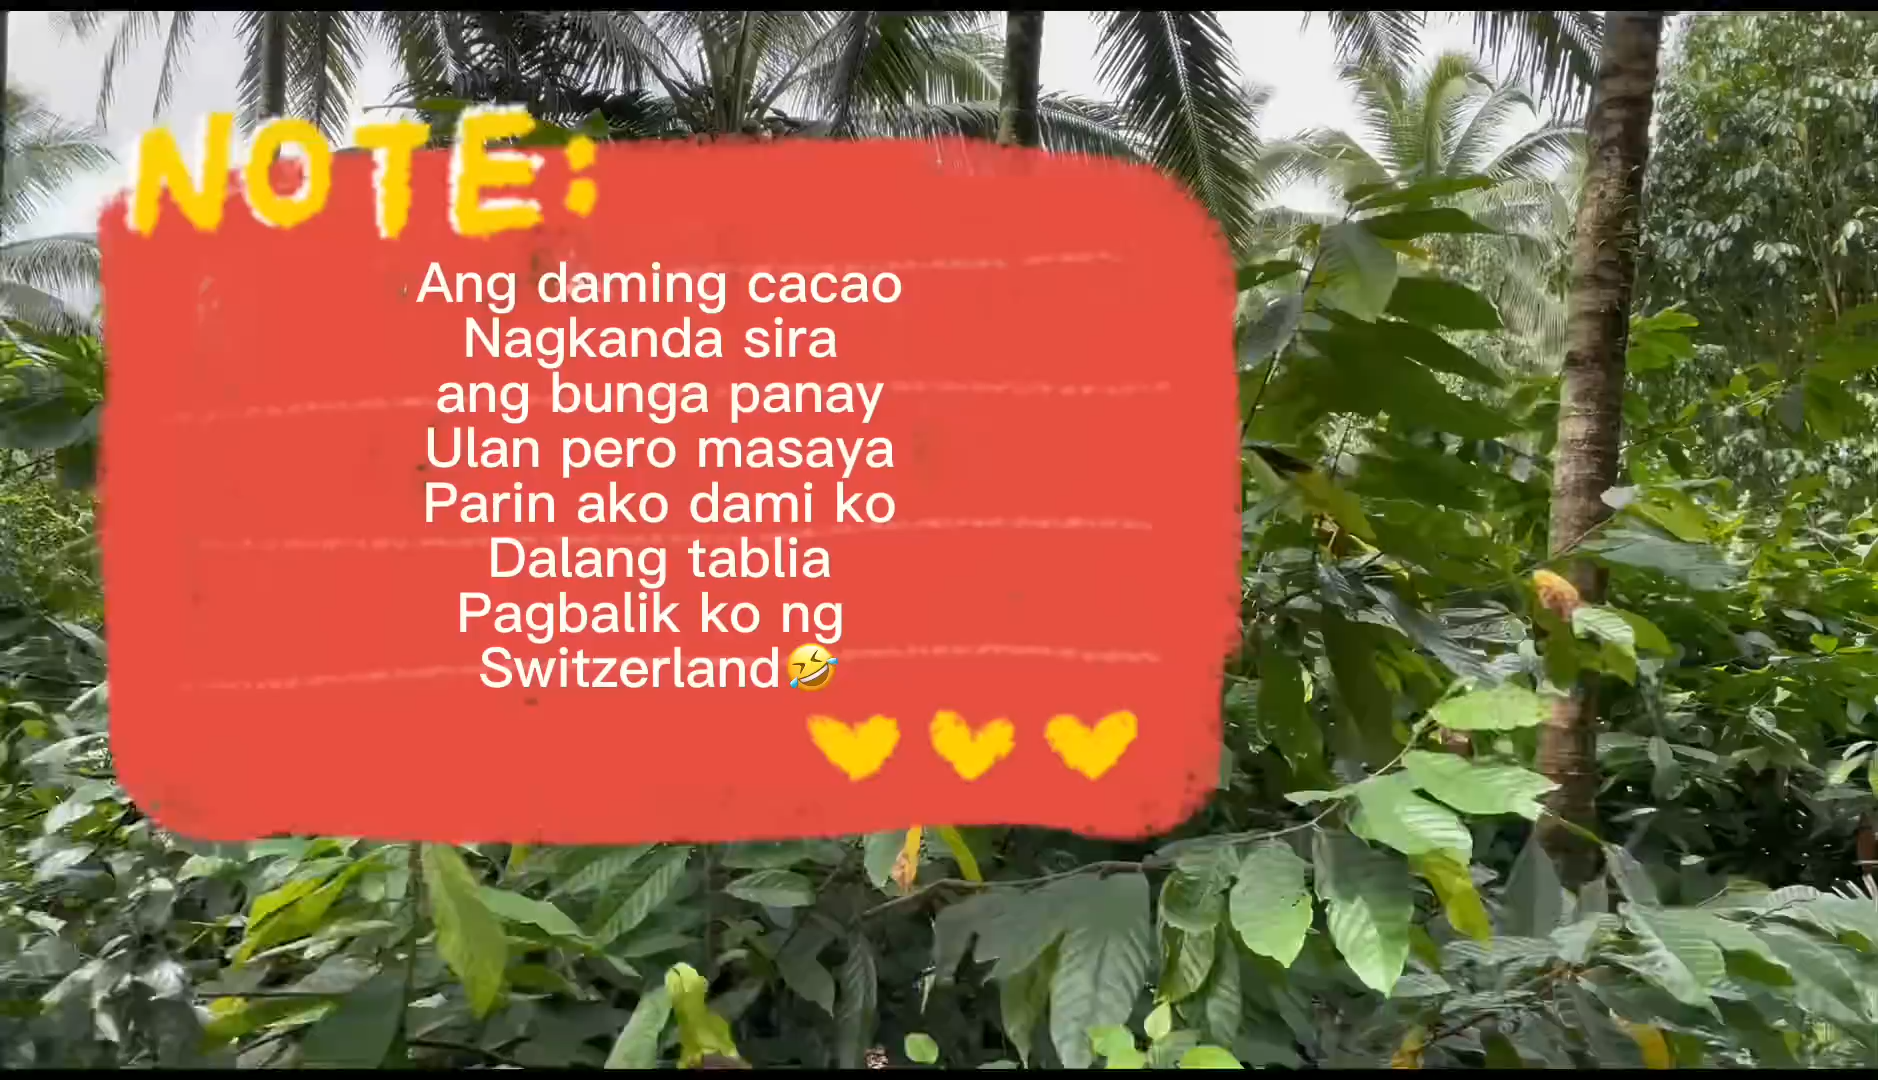 NOTE:
Ang daming cacao
Nagkanda sira
ang bunga panay
Ulan pero masaya
Parin ako dami ko
Dalang tablia
Pagbalik ko ng
Switzerland🤣